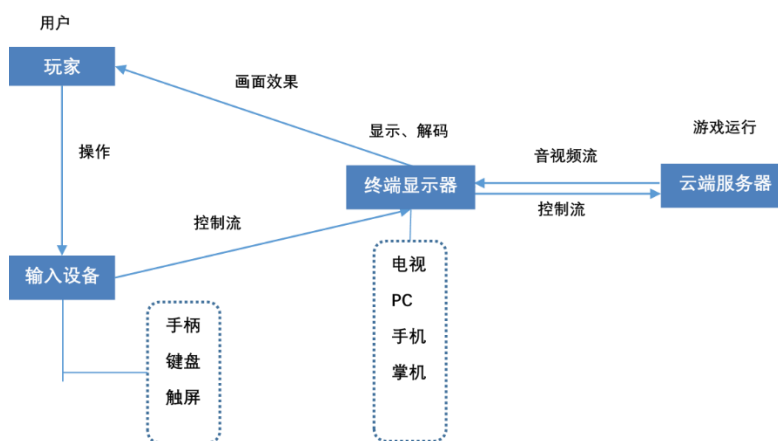 用户
玩家
画面效果
显示、解码
游戏运行
操作
音视频流
终端显示器
云端服务器
控制流
控制流
输入设备
电视
PC
手机
掌机
手柄
键盘
触屏